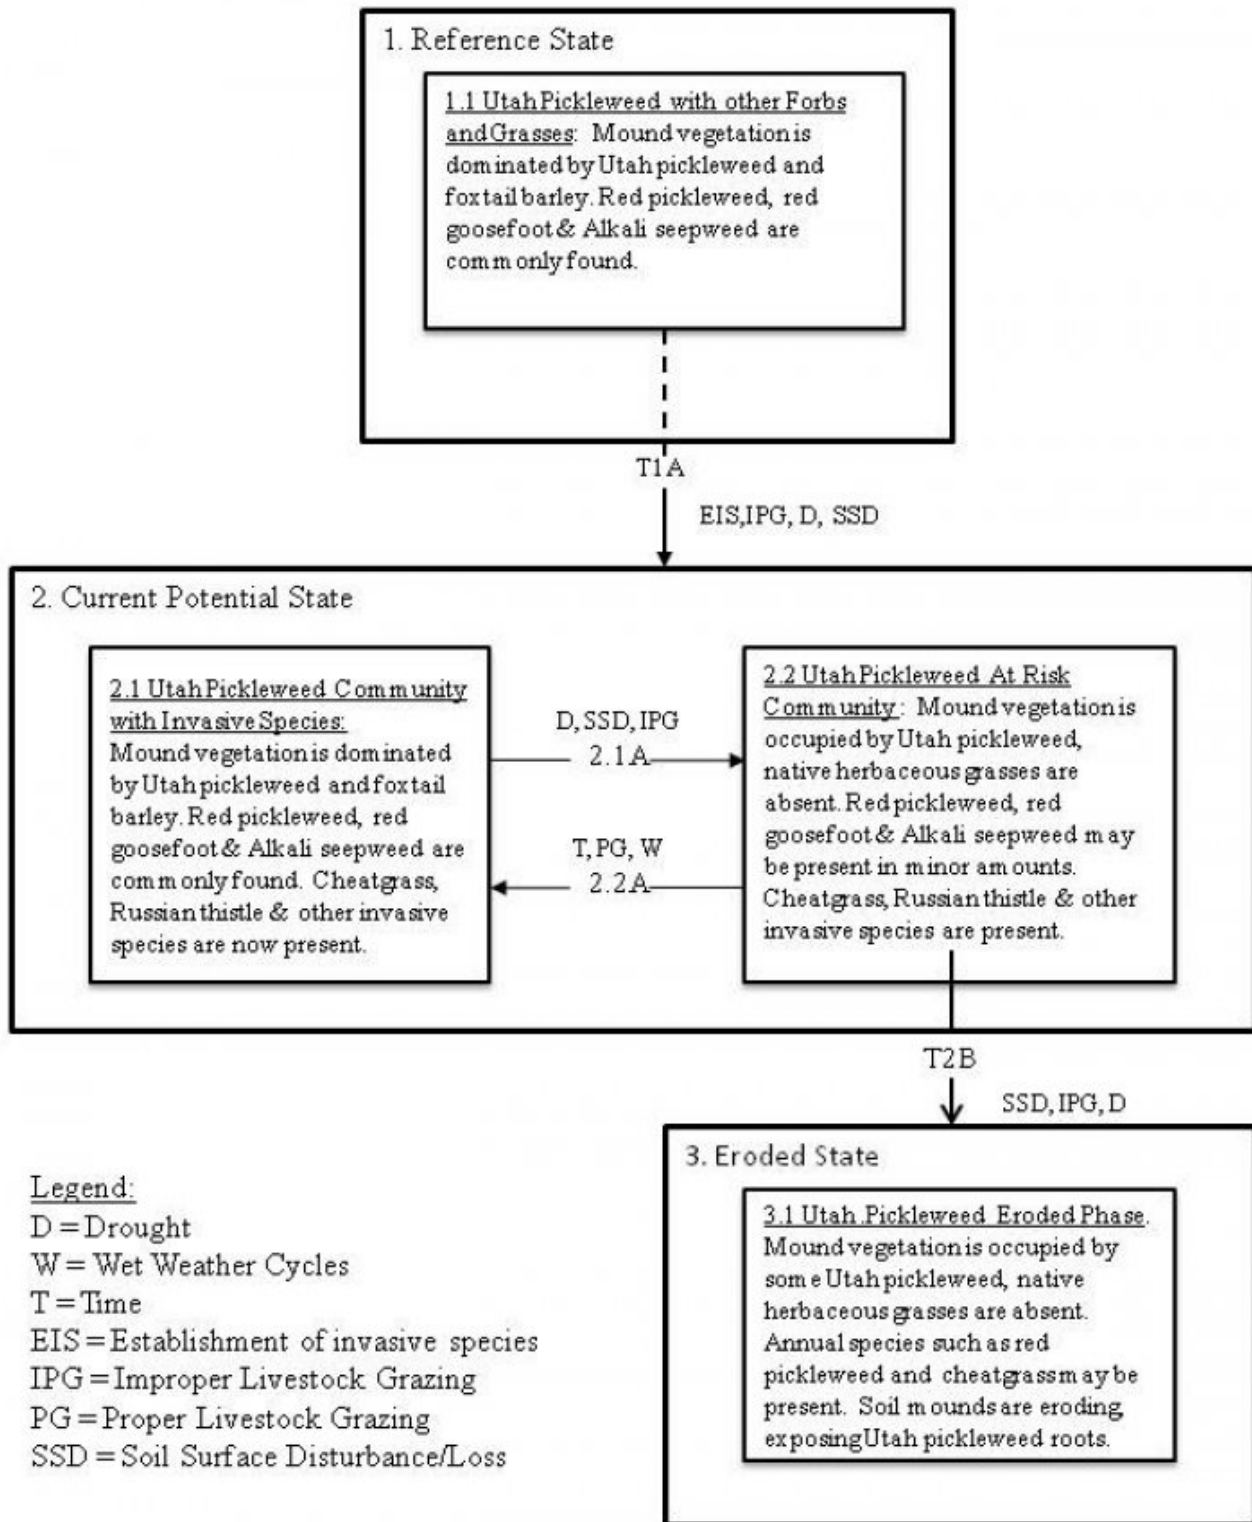 1. Reference State
1.1 Utah Pickleweed with other Forbs
and Grasses: Mound vegetation is
dominated by Utah pickleweed and
foxtail barley. Red pickleweed, red
goosefoot & Alkali seepweed are
commonly found.
T1A
EIS,IPG, D, SSD
2. Current Potential State
2.1 Utah Pickleweed Community
with Invasive Species:
Mound vegetation is dominated
by Utah pickleweed and foxtail
barley. Red pickleweed, red
goosefoot & Alkali seepweed are
commonly found. Cheatgrass,
Russian thistle & other invasive
species are now present.
D, SSD, IPG
2.1A
T, PG, W
2.2A
2.2 Utah Pickleweed At Risk
Community: Mound vegetation is
occupied by Utah pickleweed,
native herbaceous grasses are
absent. Red pickleweed, red
goosefoot & Alkali seepweed may
be present in minor amounts.
Cheatgrass, Russian thistle & other
invasive species are present.
T2B
SSD, IPG, D
3. Eroded State
3.1 Utah .Pickleweed Eroded Phase.
Mound vegetation is occupied by
some Utah pickleweed, native
herbaceous grasses are absent.
Annual species such as red
pickleweed and cheatgrass may be
present. Soil mounds are eroding,
exposing Utah pickleweed roots.
Legend:
D = Drought
W = Wet Weather Cycles
T = Time
EIS = Establishment of invasive species
IPG = Improper Livestock Grazing
PG = Proper Livestock Grazing
SSD = Soil Surface Disturbance/Loss